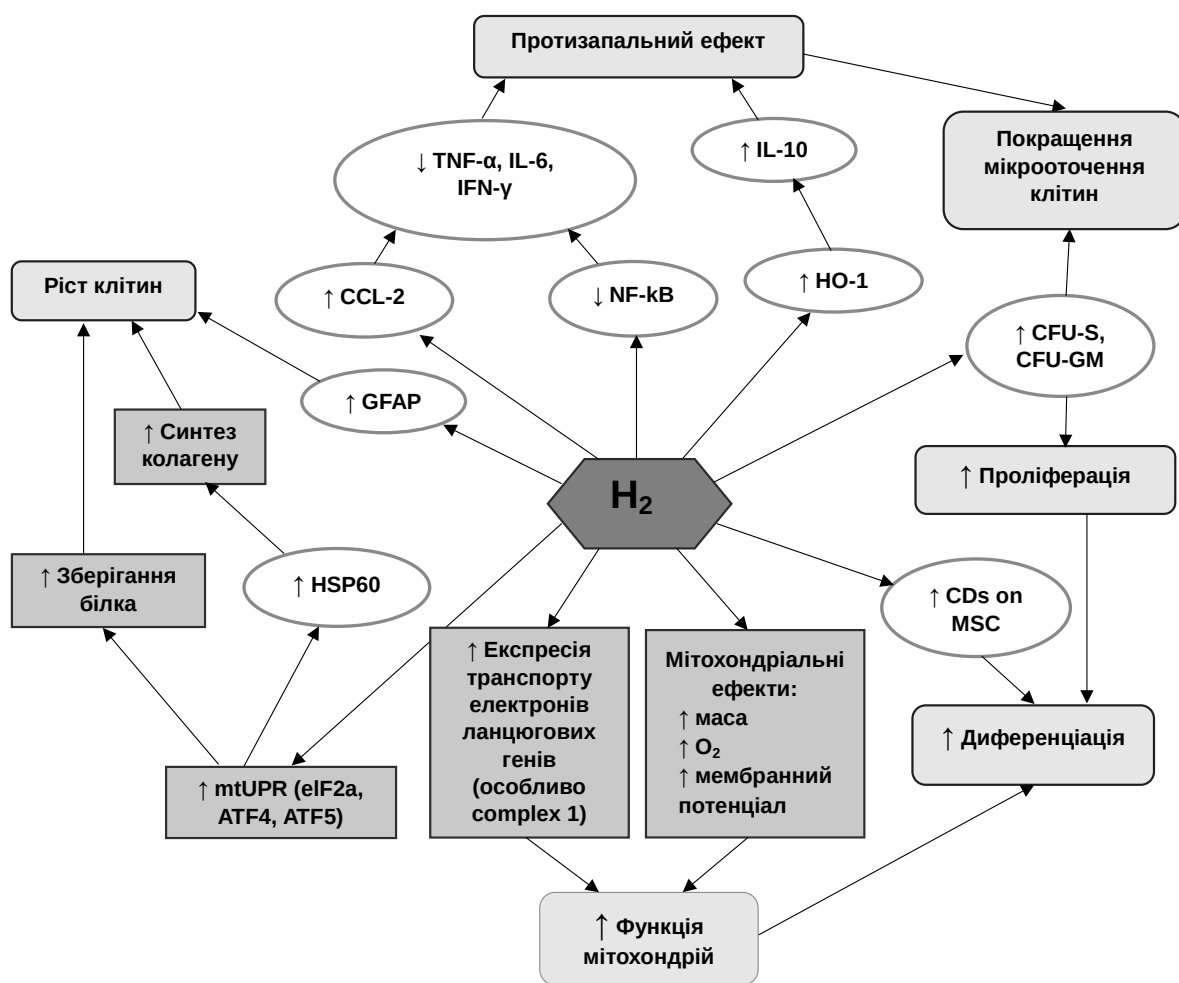 Протизапальний ефект
↓ TNF-α, IL-6,
IFN-γ
↑ IL-10
Покращення
мікрооточення
клітин
Ріст клітин
↑ CCL-2
↓ NF-kB
↑ HO-1
↑ CFU-S,
CFU-GM
↑ GFAP
↑ Синтез
колагену
H₂
↑ Проліферація
↑ Зберігання
білка
↑ HSP60
↑ CDs on
MSC
↑ Експресія
транспорту
електронів
ланцюгових
генів
(особливо
complex 1)
Мітохондріальні
ефекти:
↑ маса
↑ O₂
↑ мембранний
потенціал
↑ Диференціація
↑ mtUPR (elF2a,
ATF4, ATF5)
↑ Функція
мітохондрій